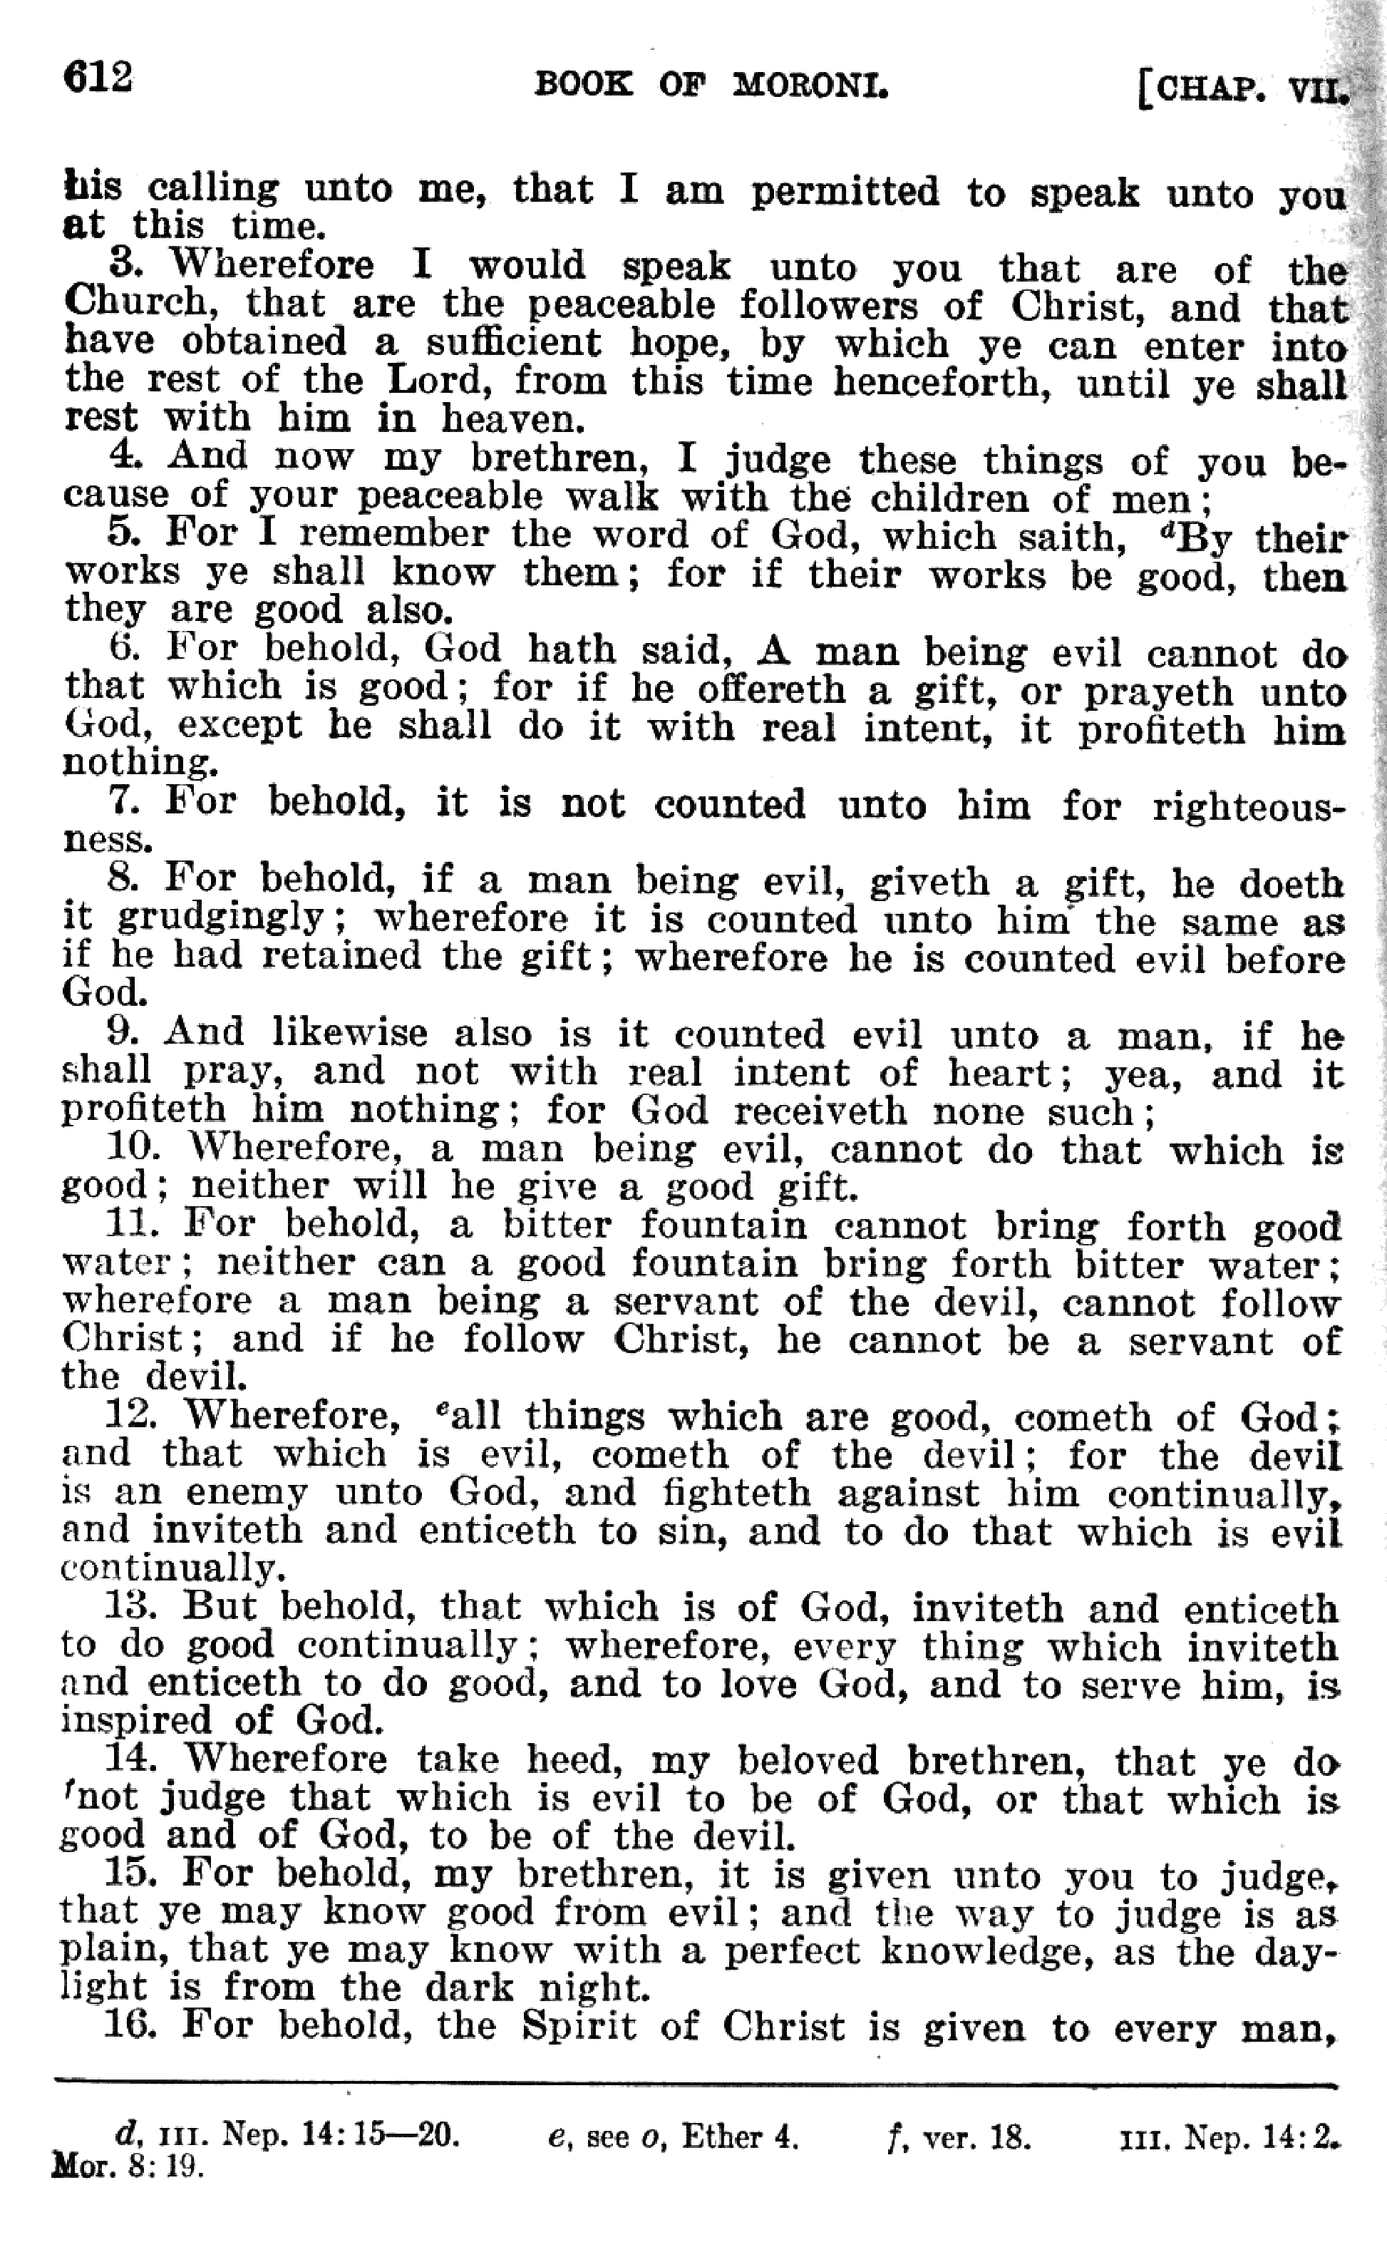 612 BOOK OF MORONI. [CHAP. VII.
his calling unto me, that I am permitted to speak unto you
at this time.
3. Wherefore I would speak unto you that are of the
Church, that are the peaceable followers of Christ, and that
have obtained a sufficient hope, by which ye can enter into
the rest of the Lord, from this time henceforth, until ye shall
rest with him in heaven.
4. And now my brethren, I judge these things of you be-
cause of your peaceable walk with the children of men;
5. For I remember the word of God, which saith, dBy their
works ye shall know them; for if their works be good, then
they are good also.
6. For behold, God hath said, A man being evil cannot do
that which is good; for if he offereth a gift, or prayeth unto
God, except he shall do it with real intent, it profiteth him
nothing.
7. For behold, it is not counted unto him for righteous-
ness.
8. For behold, if a man being evil, giveth a gift, he doeth
it grudgingly; wherefore it is counted unto him the same as
if he had retained the gift; wherefore he is counted evil before
God.
9. And likewise also is it counted evil unto a man, if he
shall pray, and not with real intent of heart; yea, and it
profiteth him nothing; for God receiveth none such;
10. Wherefore, a man being evil, cannot do that which is
good; neither will he give a good gift.
11. For behold, a bitter fountain cannot bring forth good
water; neither can a good fountain bring forth bitter water;
wherefore a man being a servant of the devil, cannot follow
Christ; and if he follow Christ, he cannot be a servant of
the devil.
12. Wherefore, eall things which are good, cometh of God;
and that which is evil, cometh of the devil; for the devil
is an enemy unto God, and fighteth against him continually,
and inviteth and enticeth to sin, and to do that which is evil
continually.
13. But behold, that which is of God, inviteth and enticeth
to do good continually; wherefore, every thing which inviteth
and enticeth to do good, and to love God, and to serve him, is
inspired of God.
14. Wherefore take heed, my beloved brethren, that ye do
fnot judge that which is evil to be of God, or that which is
good and of God, to be of the devil.
15. For behold, my brethren, it is given unto you to judge,
that ye may know good from evil; and the way to judge is as
plain, that ye may know with a perfect knowledge, as the day-
light is from the dark night.
16. For behold, the Spirit of Christ is given to every man,
d, III. Nep. 14:15—20. e, see o, Ether 4. f, ver. 18. III. Nep. 14:2.
Mor. 8:19.